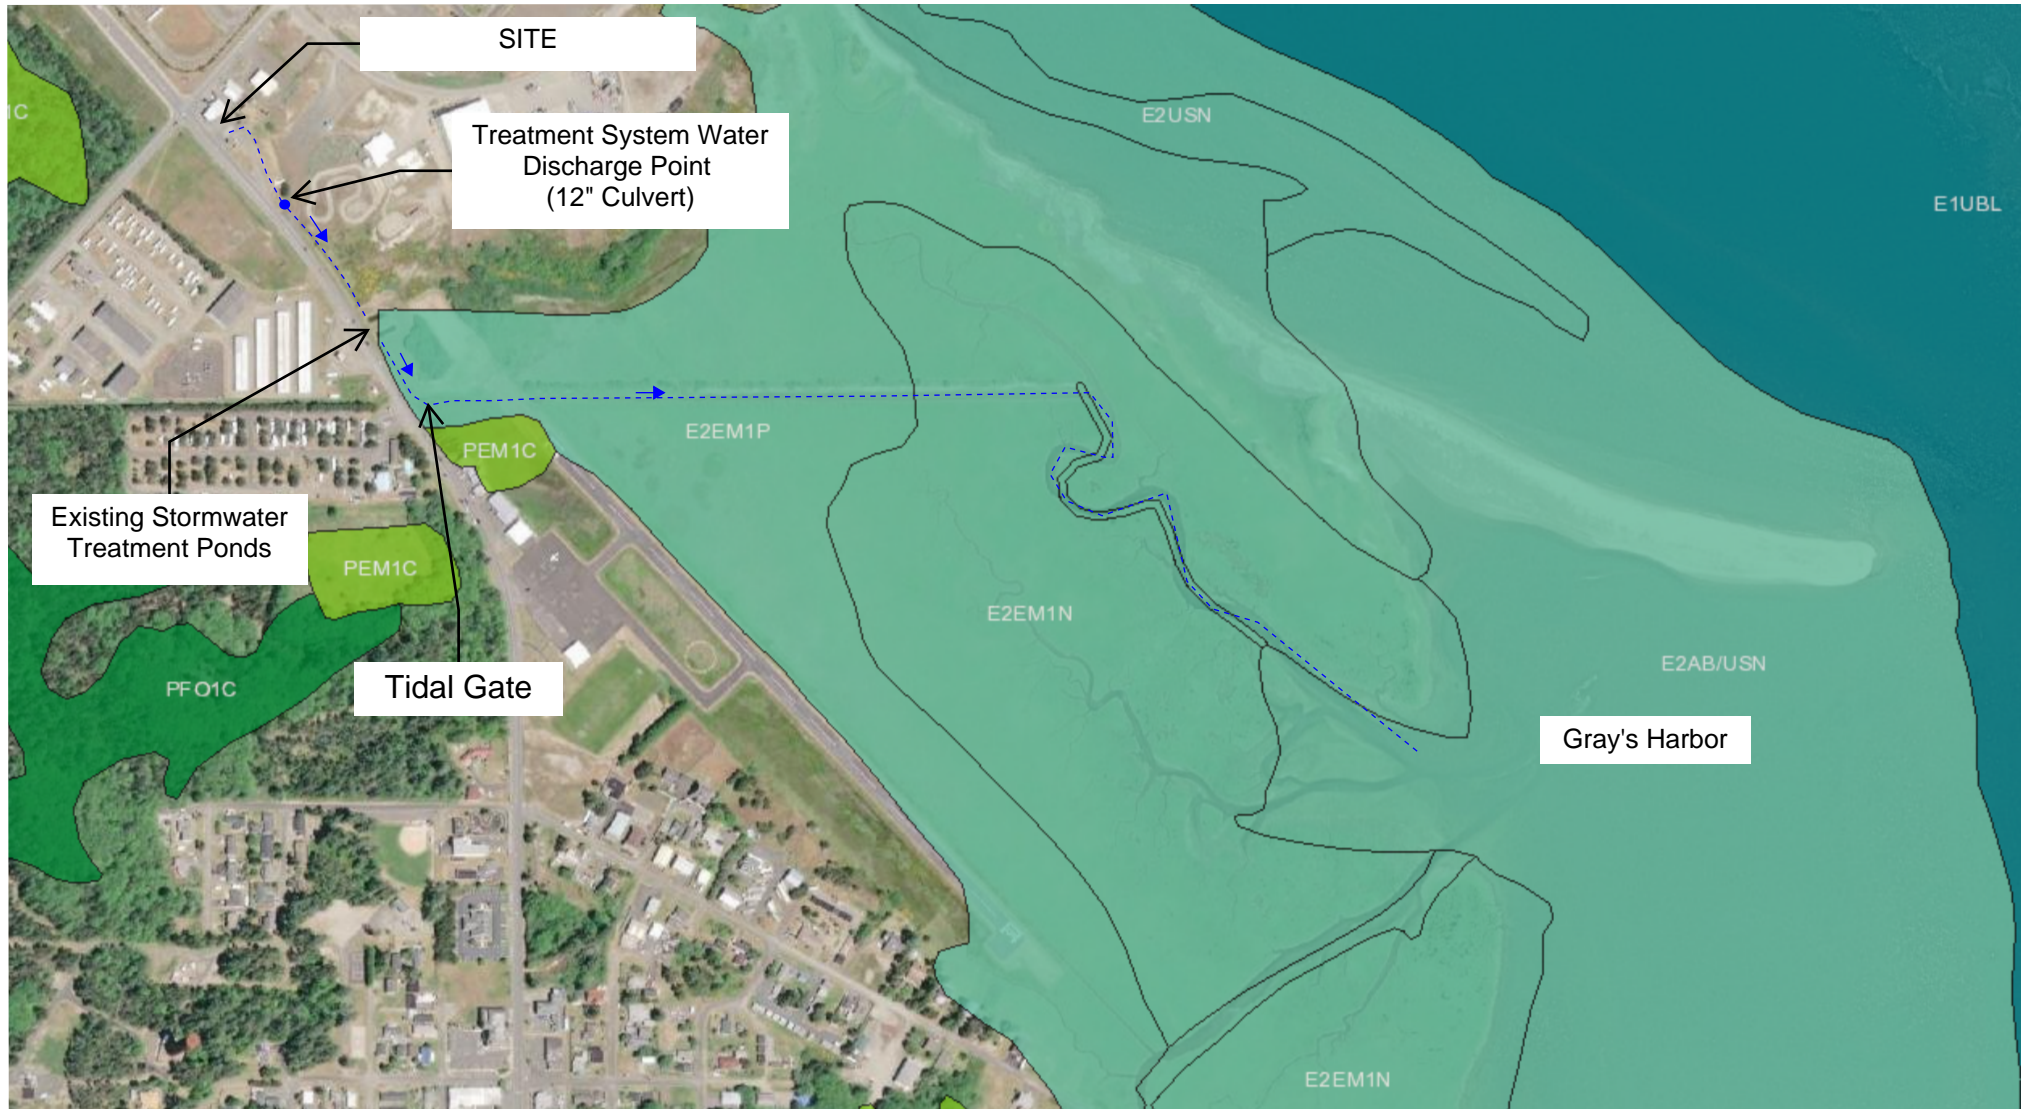 SITE
1C
E2USN
Treatment System Water
Discharge Point
(12" Culvert)
E1UBL
E2EM1P
PEM1C
Existing Stormwater
Treatment Ponds
PEM1C
E2EM1N
E2AB/USN
PFO1C
Tidal Gate
Gray's Harbor
E2EM1N